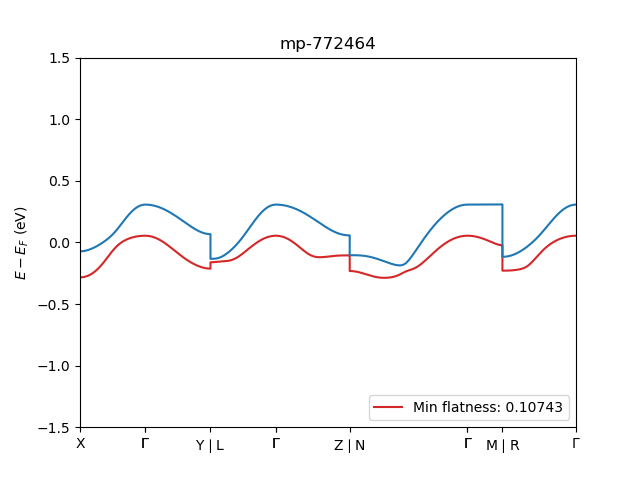 mp-772464
1.5
1.0
0.5
0.0
−0.5
−1.0
−1.5
E − E_F (eV)
Min flatness: 0.10743
X Γ Y | L Γ Z | N Γ M | R Γ